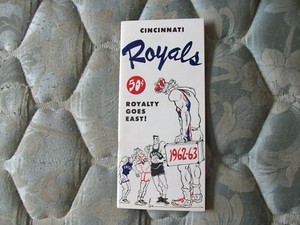 CINCINNATI
Royals
50¢
ROYALTY
GOES
EAST!
1962-63